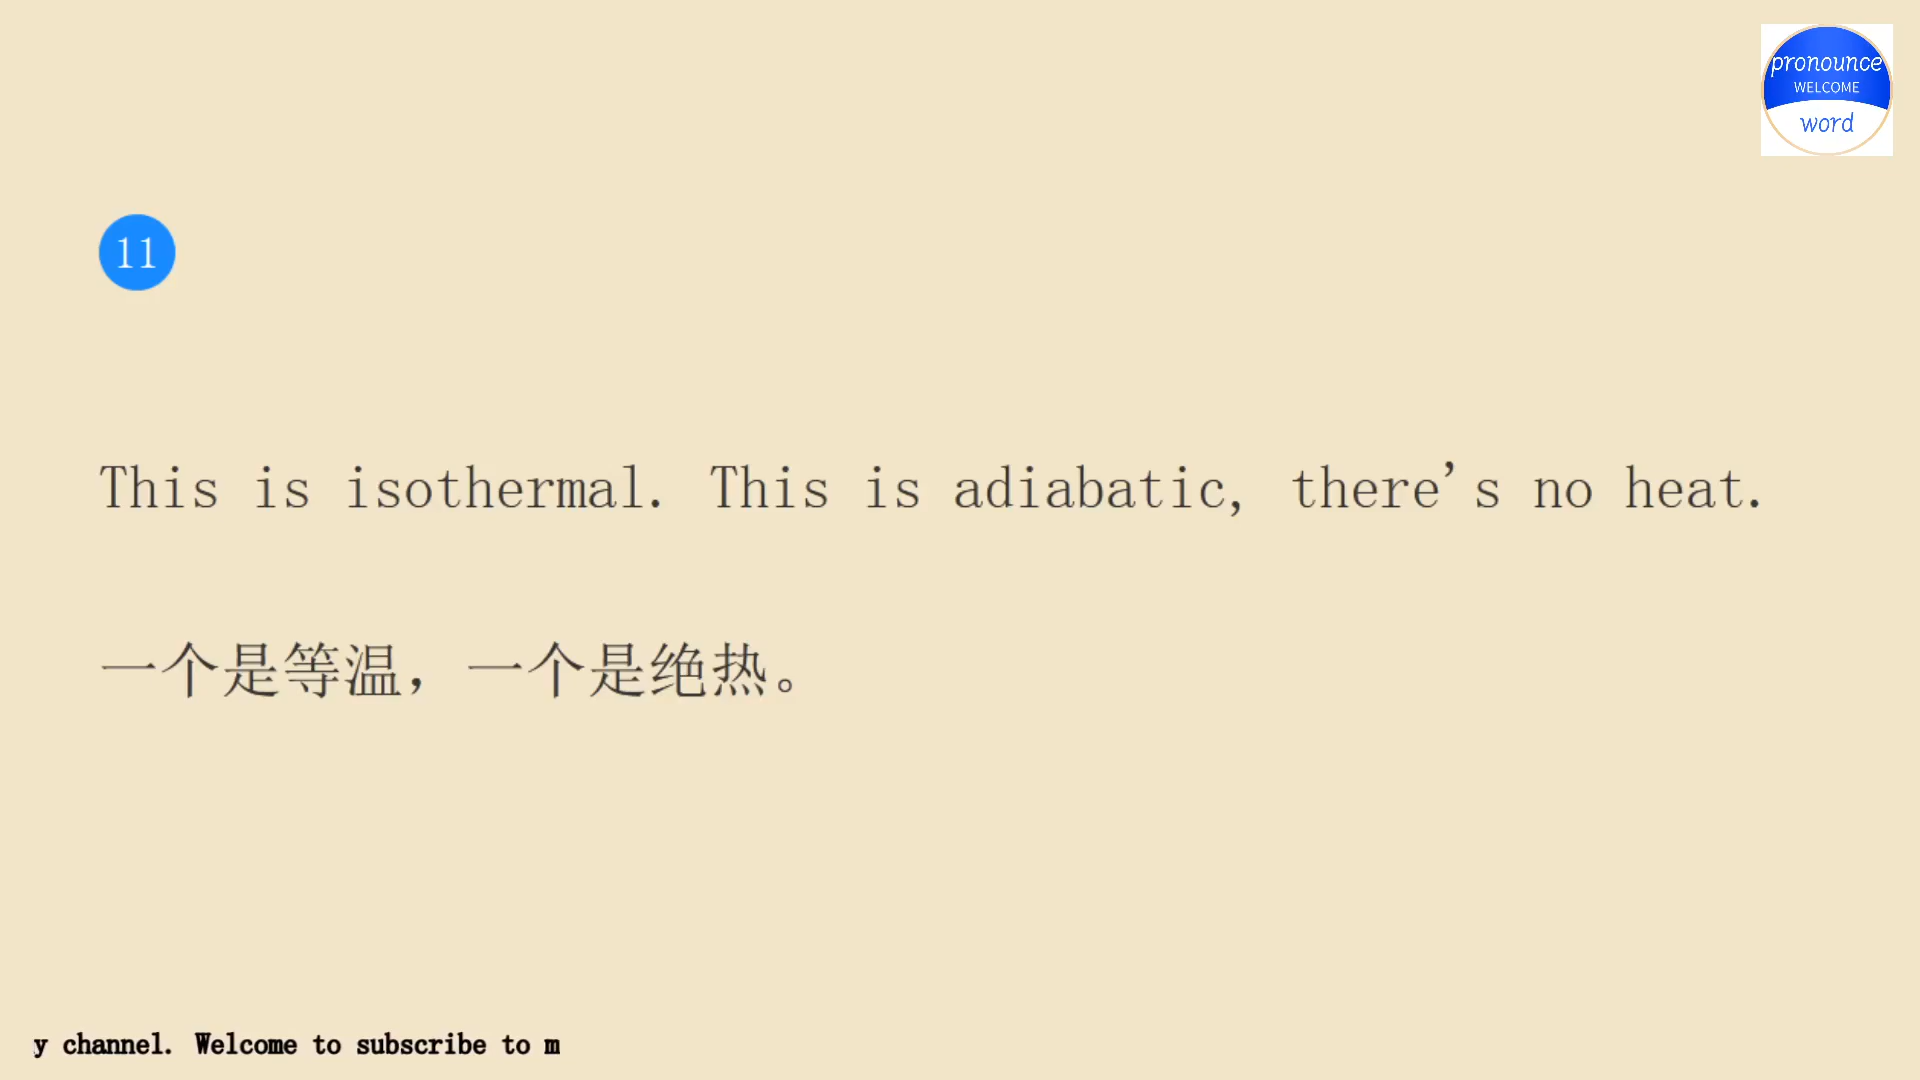 pronounce
WELCOME
word
11
This is isothermal. This is adiabatic, there's no heat.
一个是等温，一个是绝热。
y channel. Welcome to subscribe to m